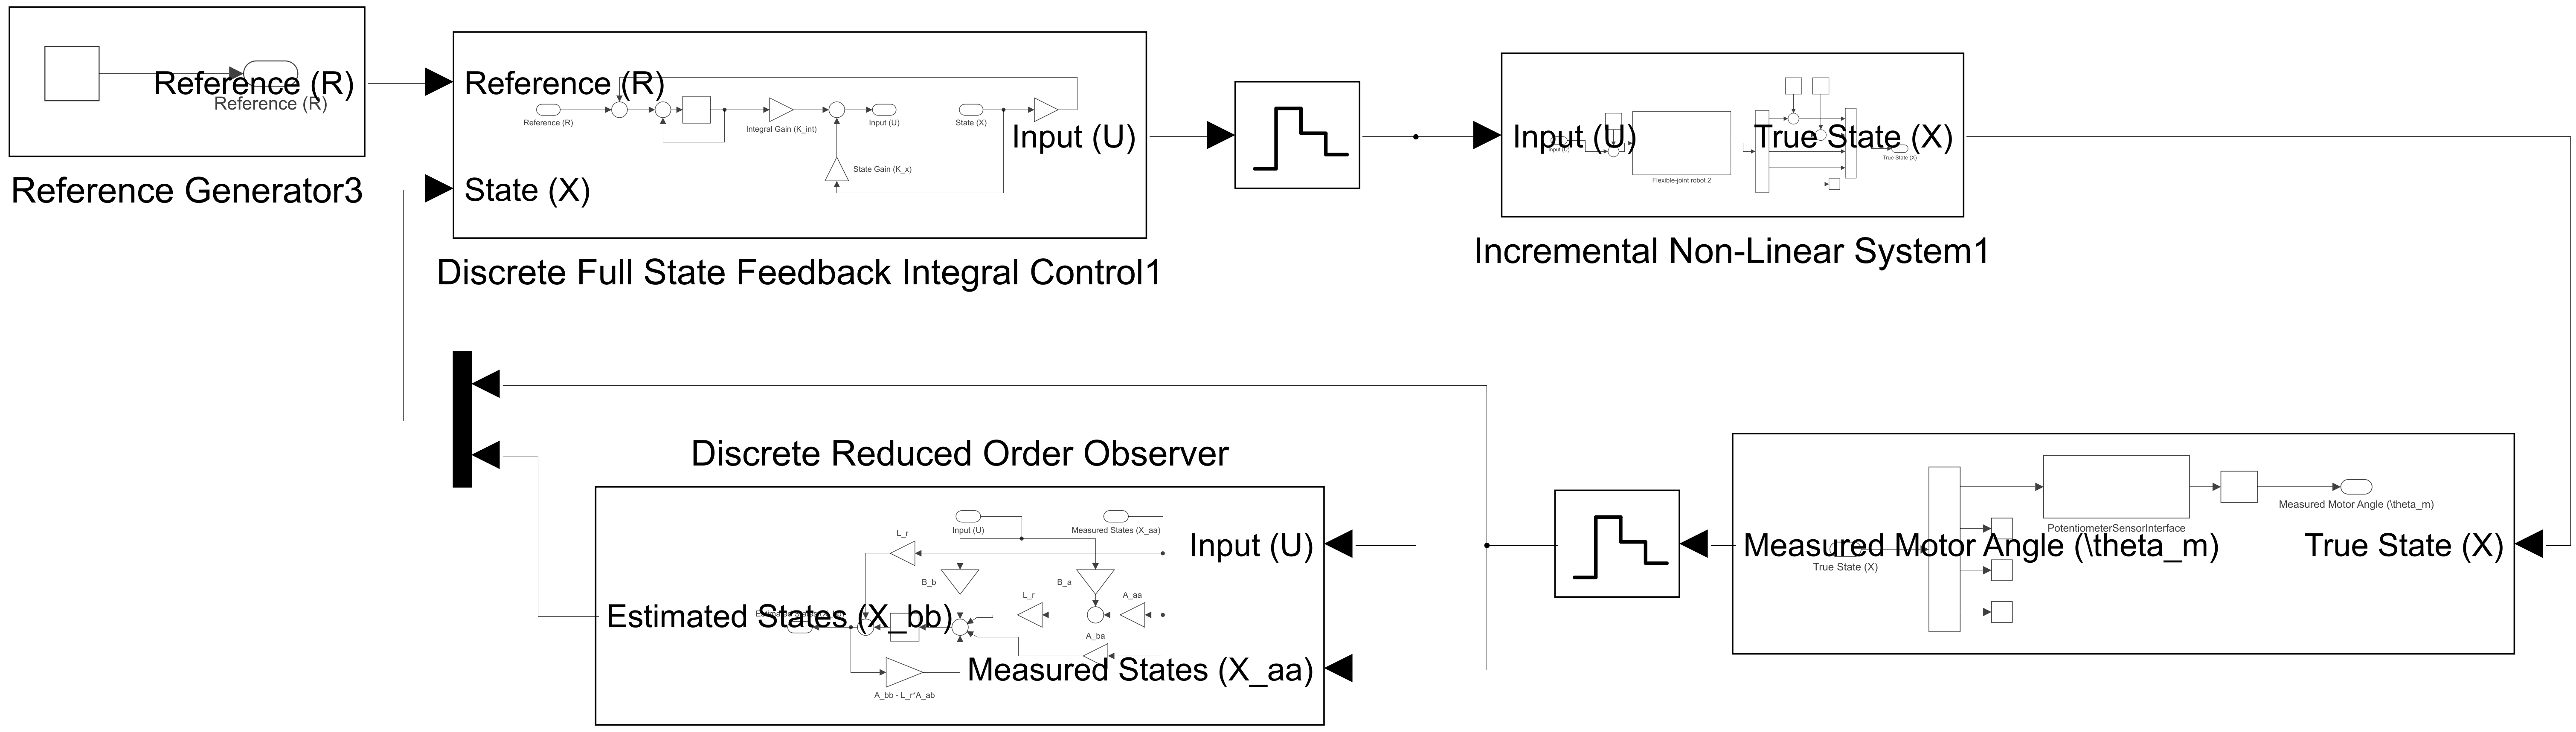 Reference (R)
Reference (R)
Reference Generator3
Reference (R)
State (X)
Input (U)
Reference (R)
Integral Gain (K_int)
Input (U)
State (X)
State Gain (K_x)
Discrete Full State Feedback Integral Control1
Input (U)
True State (X)
Input (U)
Flexible-joint robot 2
True State (X)
Incremental Non-Linear System1
Discrete Reduced Order Observer
Input (U)
Measured States (X_aa)
L_r
Input (U)
B_b
B_a
L_r
A_aa
Estimated States (X_bb)
A_ba
Measured States (X_aa)
A_bb - L_r*A_ab
PotentiometerSensorInterface
Measured Motor Angle (\theta_m)
Measured Motor Angle (\theta_m)
True State (X)
True State (X)